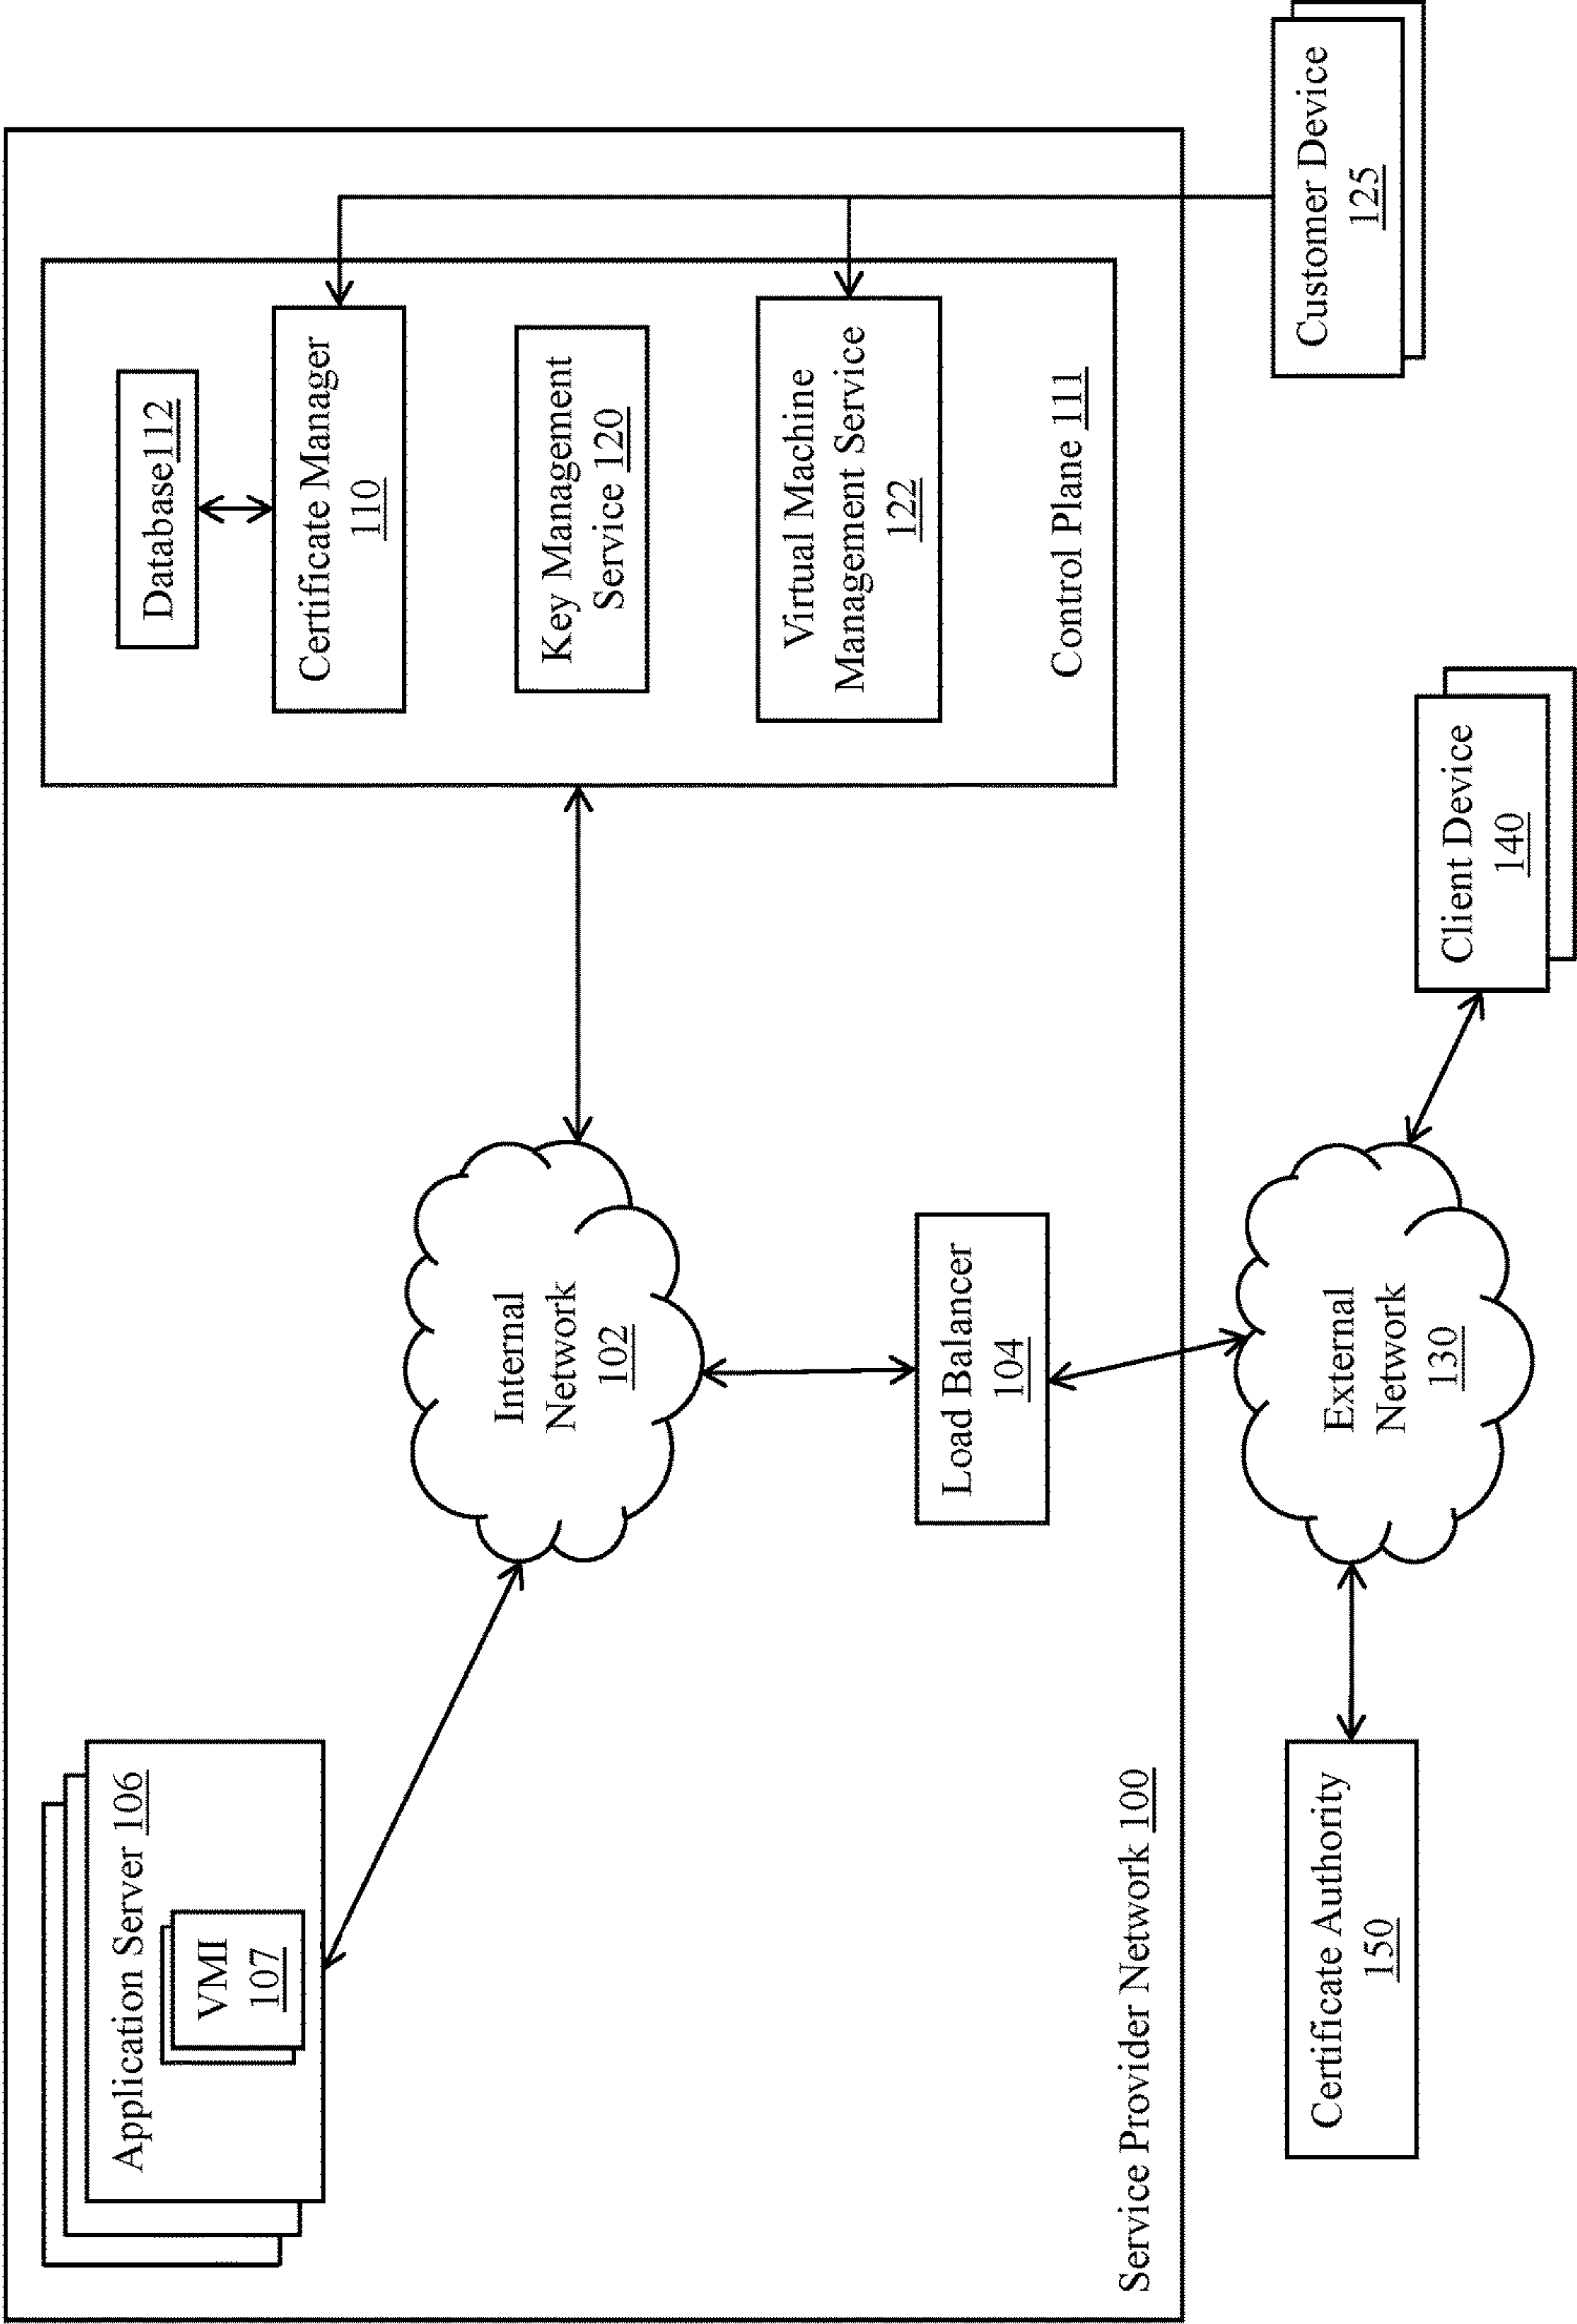 Application Server 106
VMI
107
Internal
Network
102
Load Balancer
104
Database112
Certificate Manager
110
Key Management
Service 120
Virtual Machine
Management Service
122
Control Plane 111
Service Provider Network 100
Certificate Authority
150
External
Network
130
Client Device
140
Customer Device
125